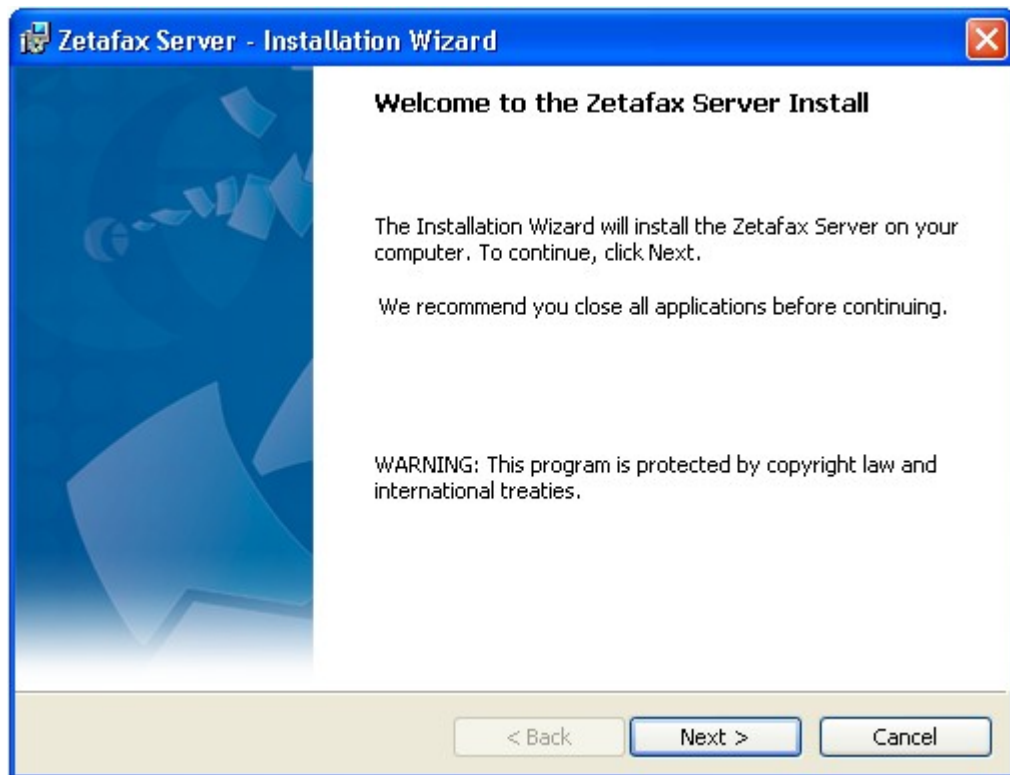 Zetafax Server - Installation Wizard
Welcome to the Zetafax Server Install
The Installation Wizard will install the Zetafax Server on your
computer. To continue, click Next.
We recommend you close all applications before continuing.
WARNING: This program is protected by copyright law and
international treaties.
< Back Next > Cancel